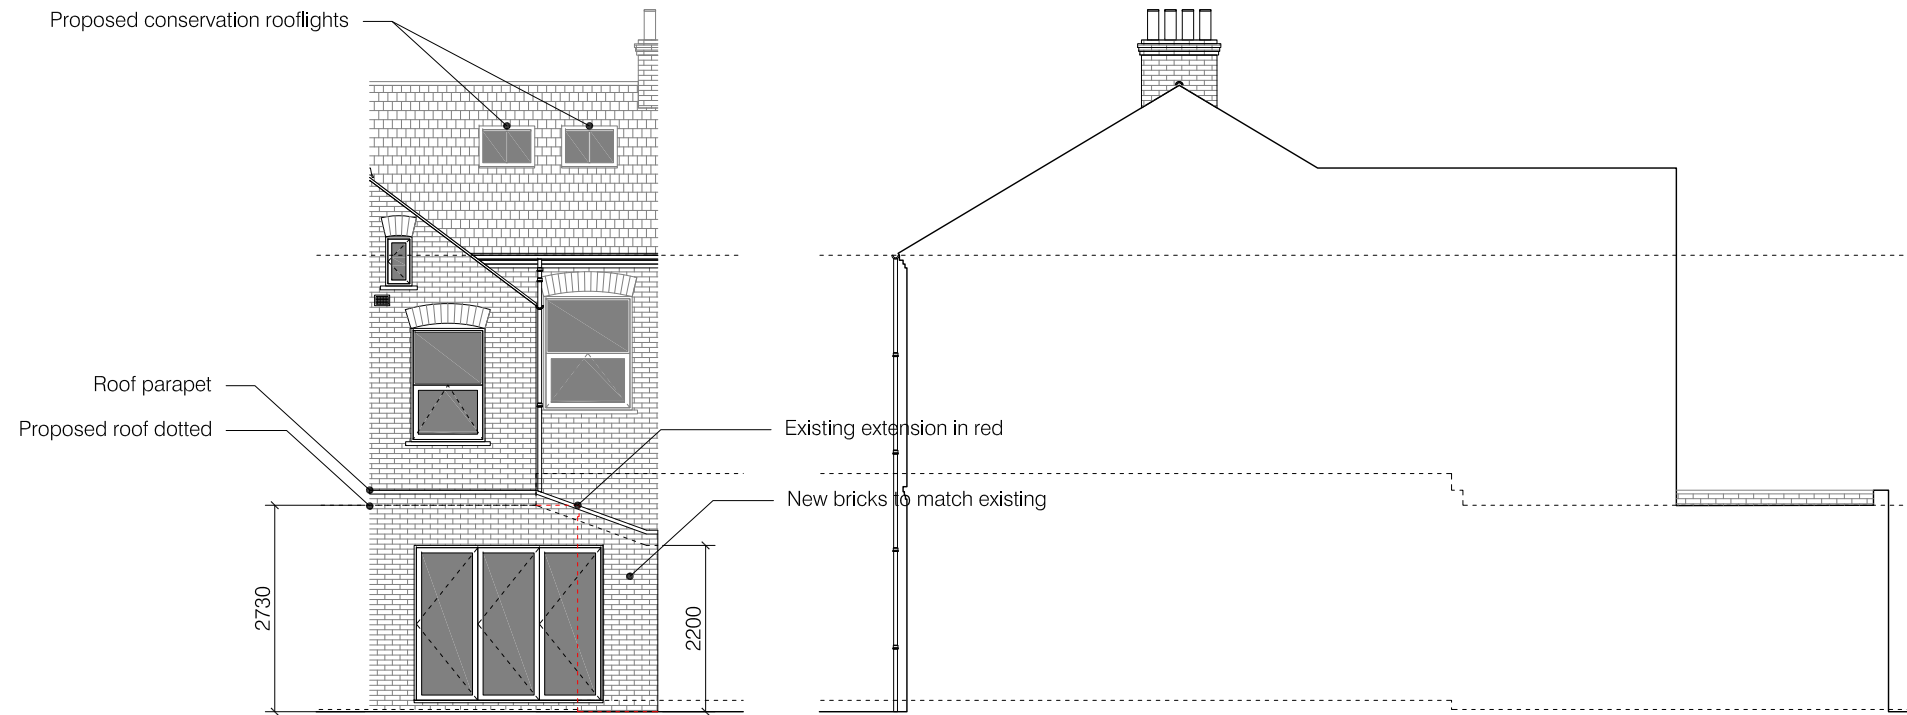 Proposed conservation rooflights
Roof parapet
Proposed roof dotted
Existing extension in red
New bricks to match existing
2730
2200